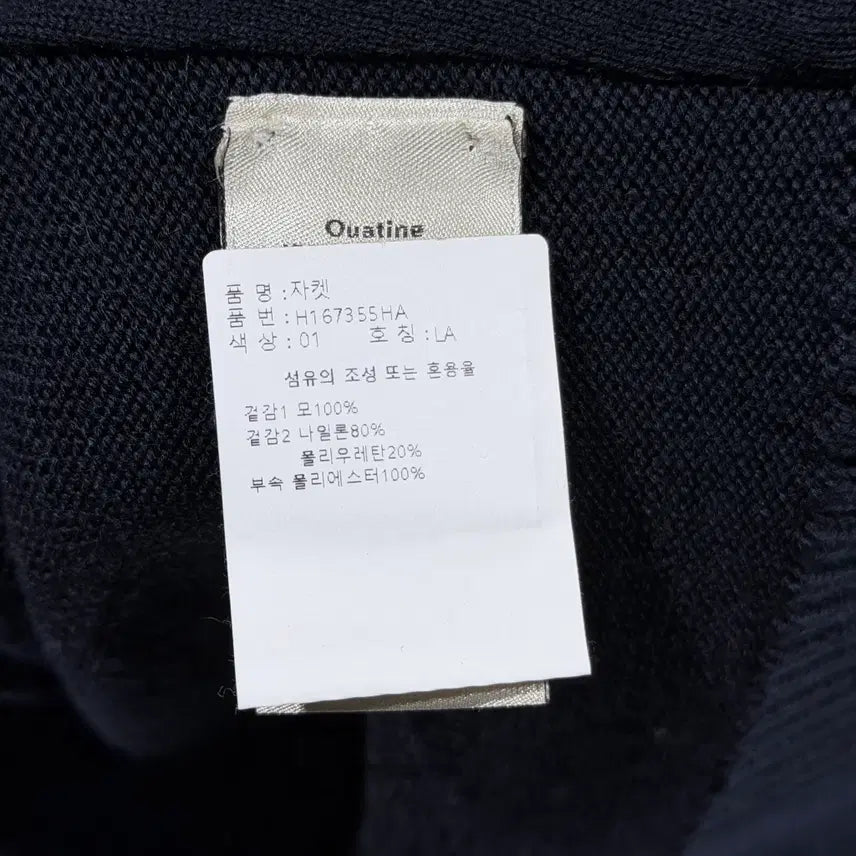 Ouatine
품 명 : 자켓
품 번 : H167355HA
색 상 : 01 호 칭 : LA
섬유의 조성 또는 혼용율
겉감1 모100%
겉감2 나일론80%
폴리우레탄20%
부속 폴리에스터100%